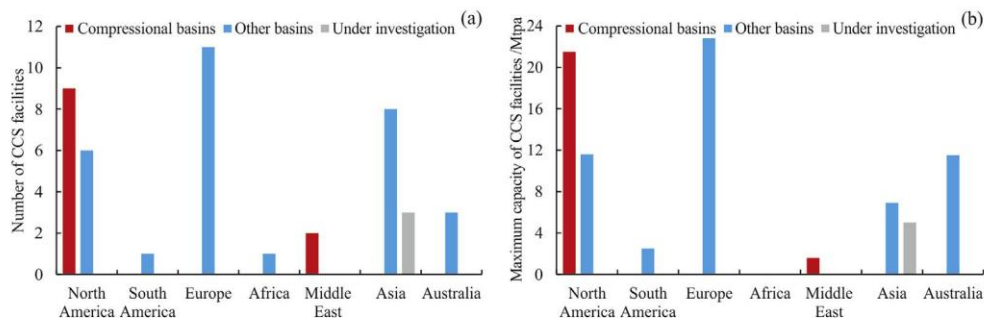 (a)
Compressional basins Other basins Under investigation
Number of CCS facilities
12
10
8
6
4
2
0
North America
South America
Europe
Africa
Middle East
Asia
Australia
(b)
Compressional basins Other basins Under investigation
Maximum capacity of CCS facilities /Mtpa
24
20
16
12
8
4
0
North America
South America
Europe
Africa
Middle East
Asia
Australia